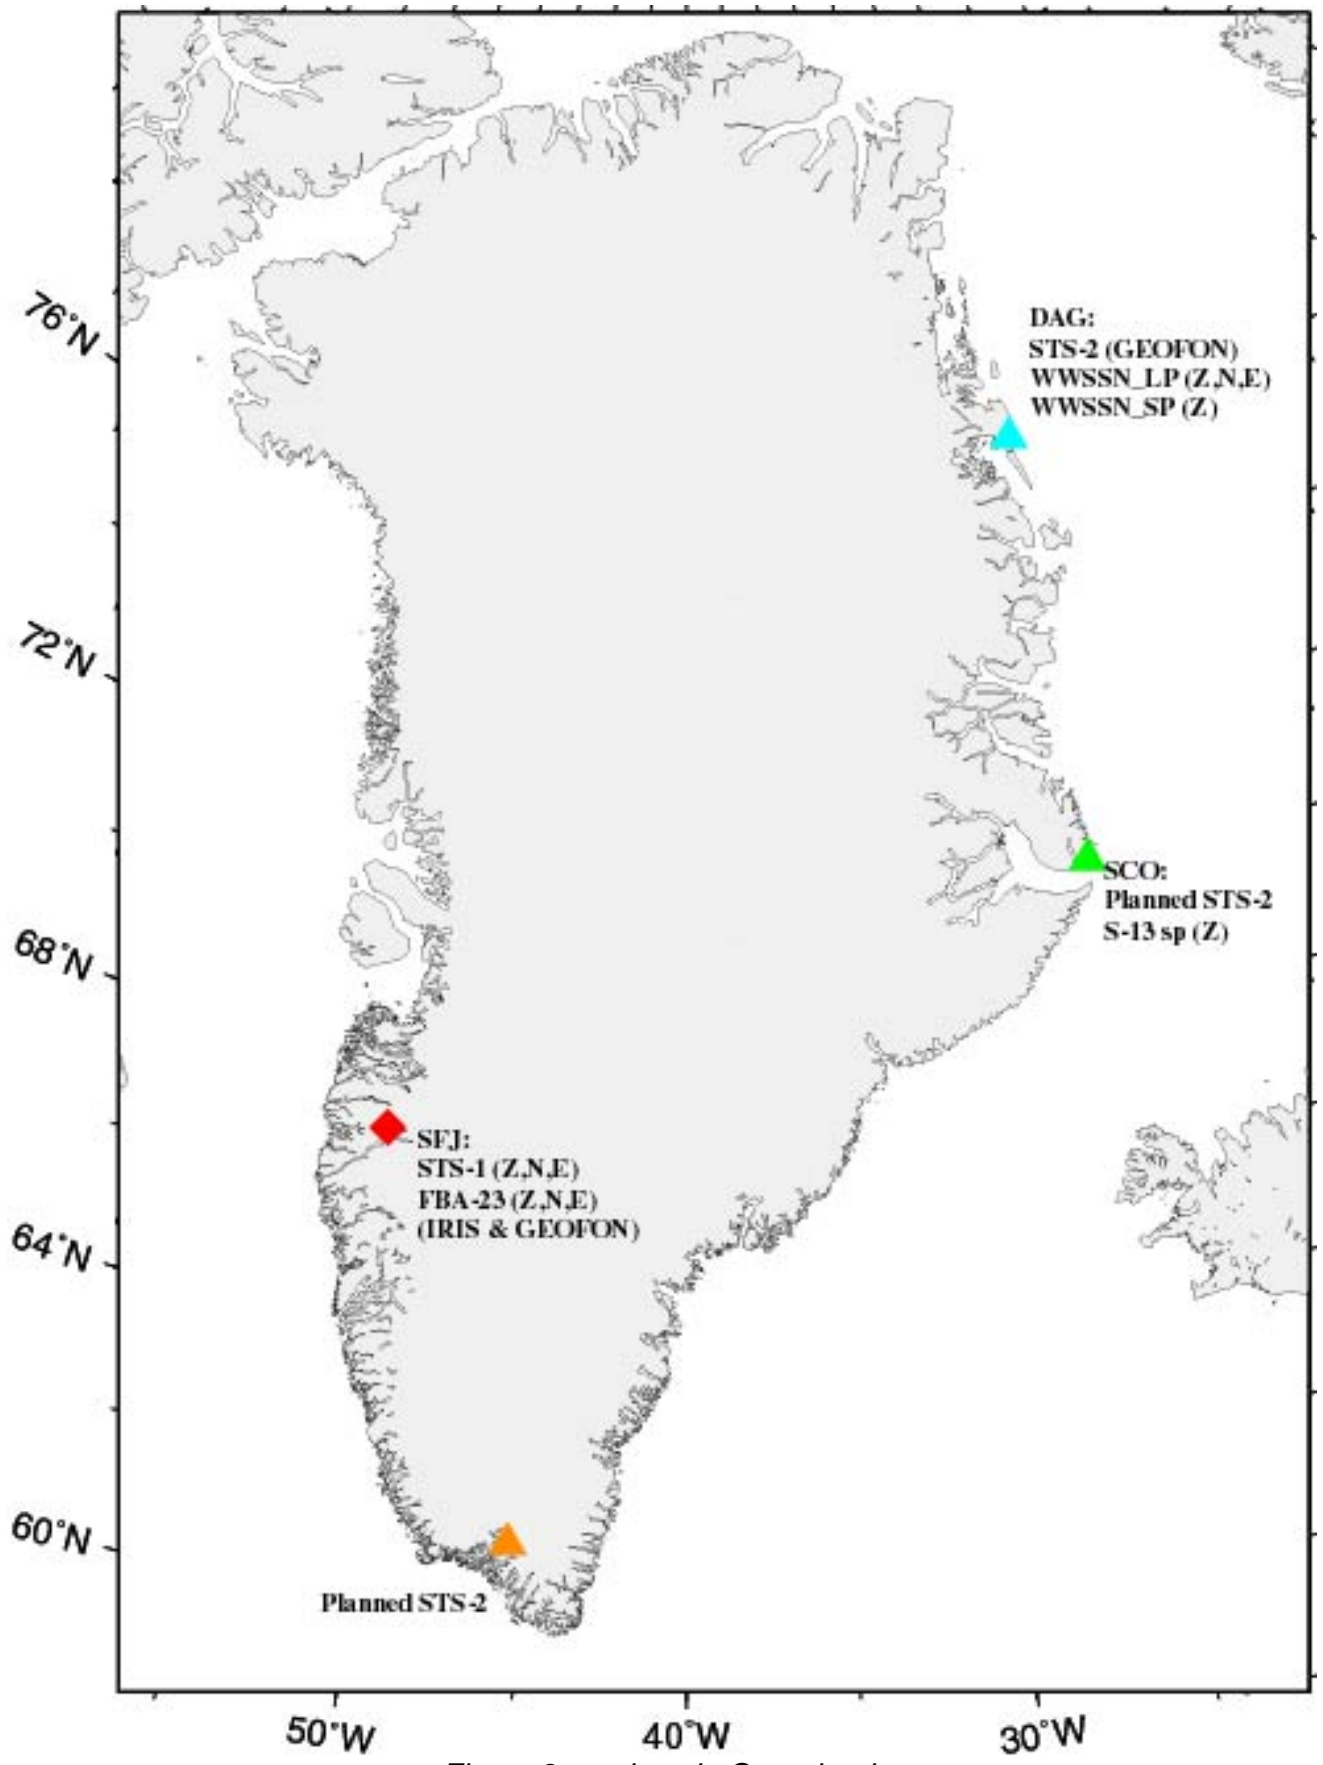 76°N
DAG:
STS-2 (GEOFON)
WWSSN_LP (Z,N,E)
WWSSN_SP (Z)
72°N
SCO:
Planned STS-2
S-13 sp (Z)
68°N
SFJ:
STS-1 (Z,N,E)
FBA-23 (Z,N,E)
(IRIS & GEOFON)
64°N
60°N
Planned STS-2
50°W
40°W
30°W